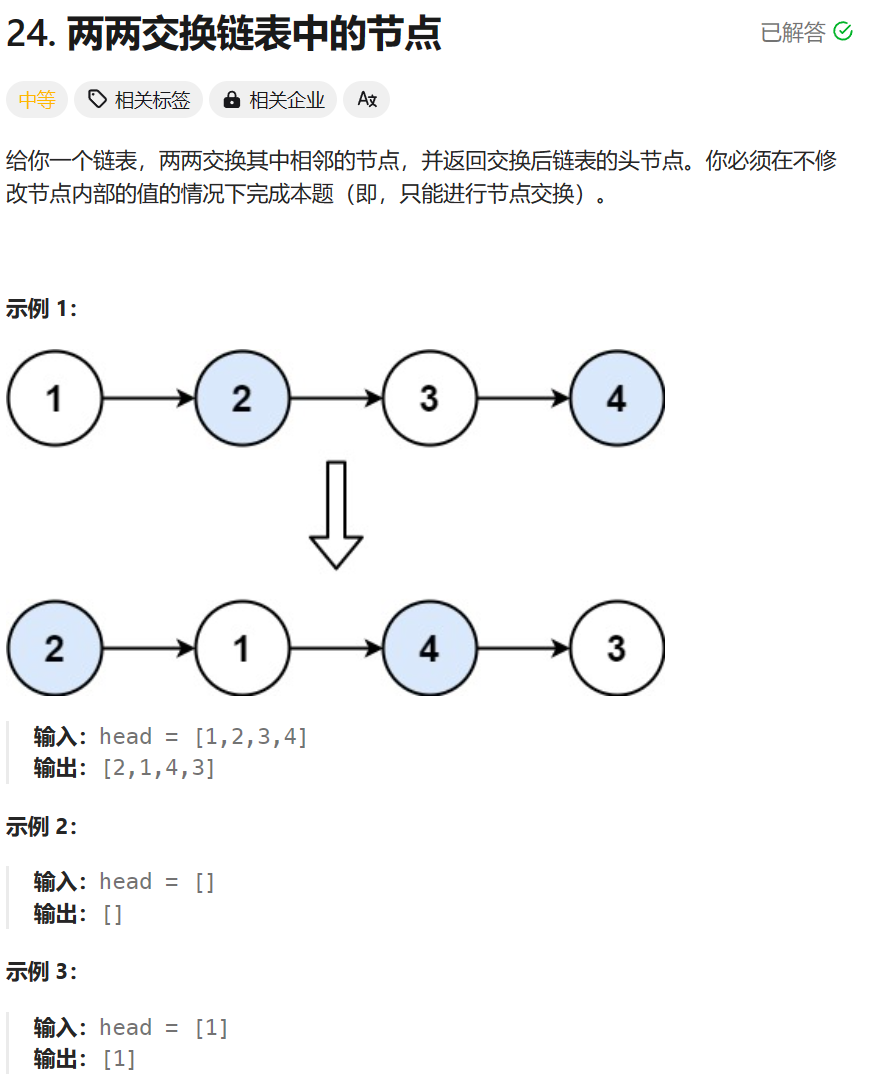 24. 两两交换链表中的节点
已解答
中等 相关标签 相关企业 A文
给你一个链表，两两交换其中相邻的节点，并返回交换后链表的头节点。你必须在不修
改节点内部的值的情况下完成本题（即，只能进行节点交换）。
示例 1：
1 2 3 4
2 1 4 3
输入：head = [1,2,3,4]
输出：[2,1,4,3]
示例 2：
输入：head = []
输出：[]
示例 3：
输入：head = [1]
输出：[1]